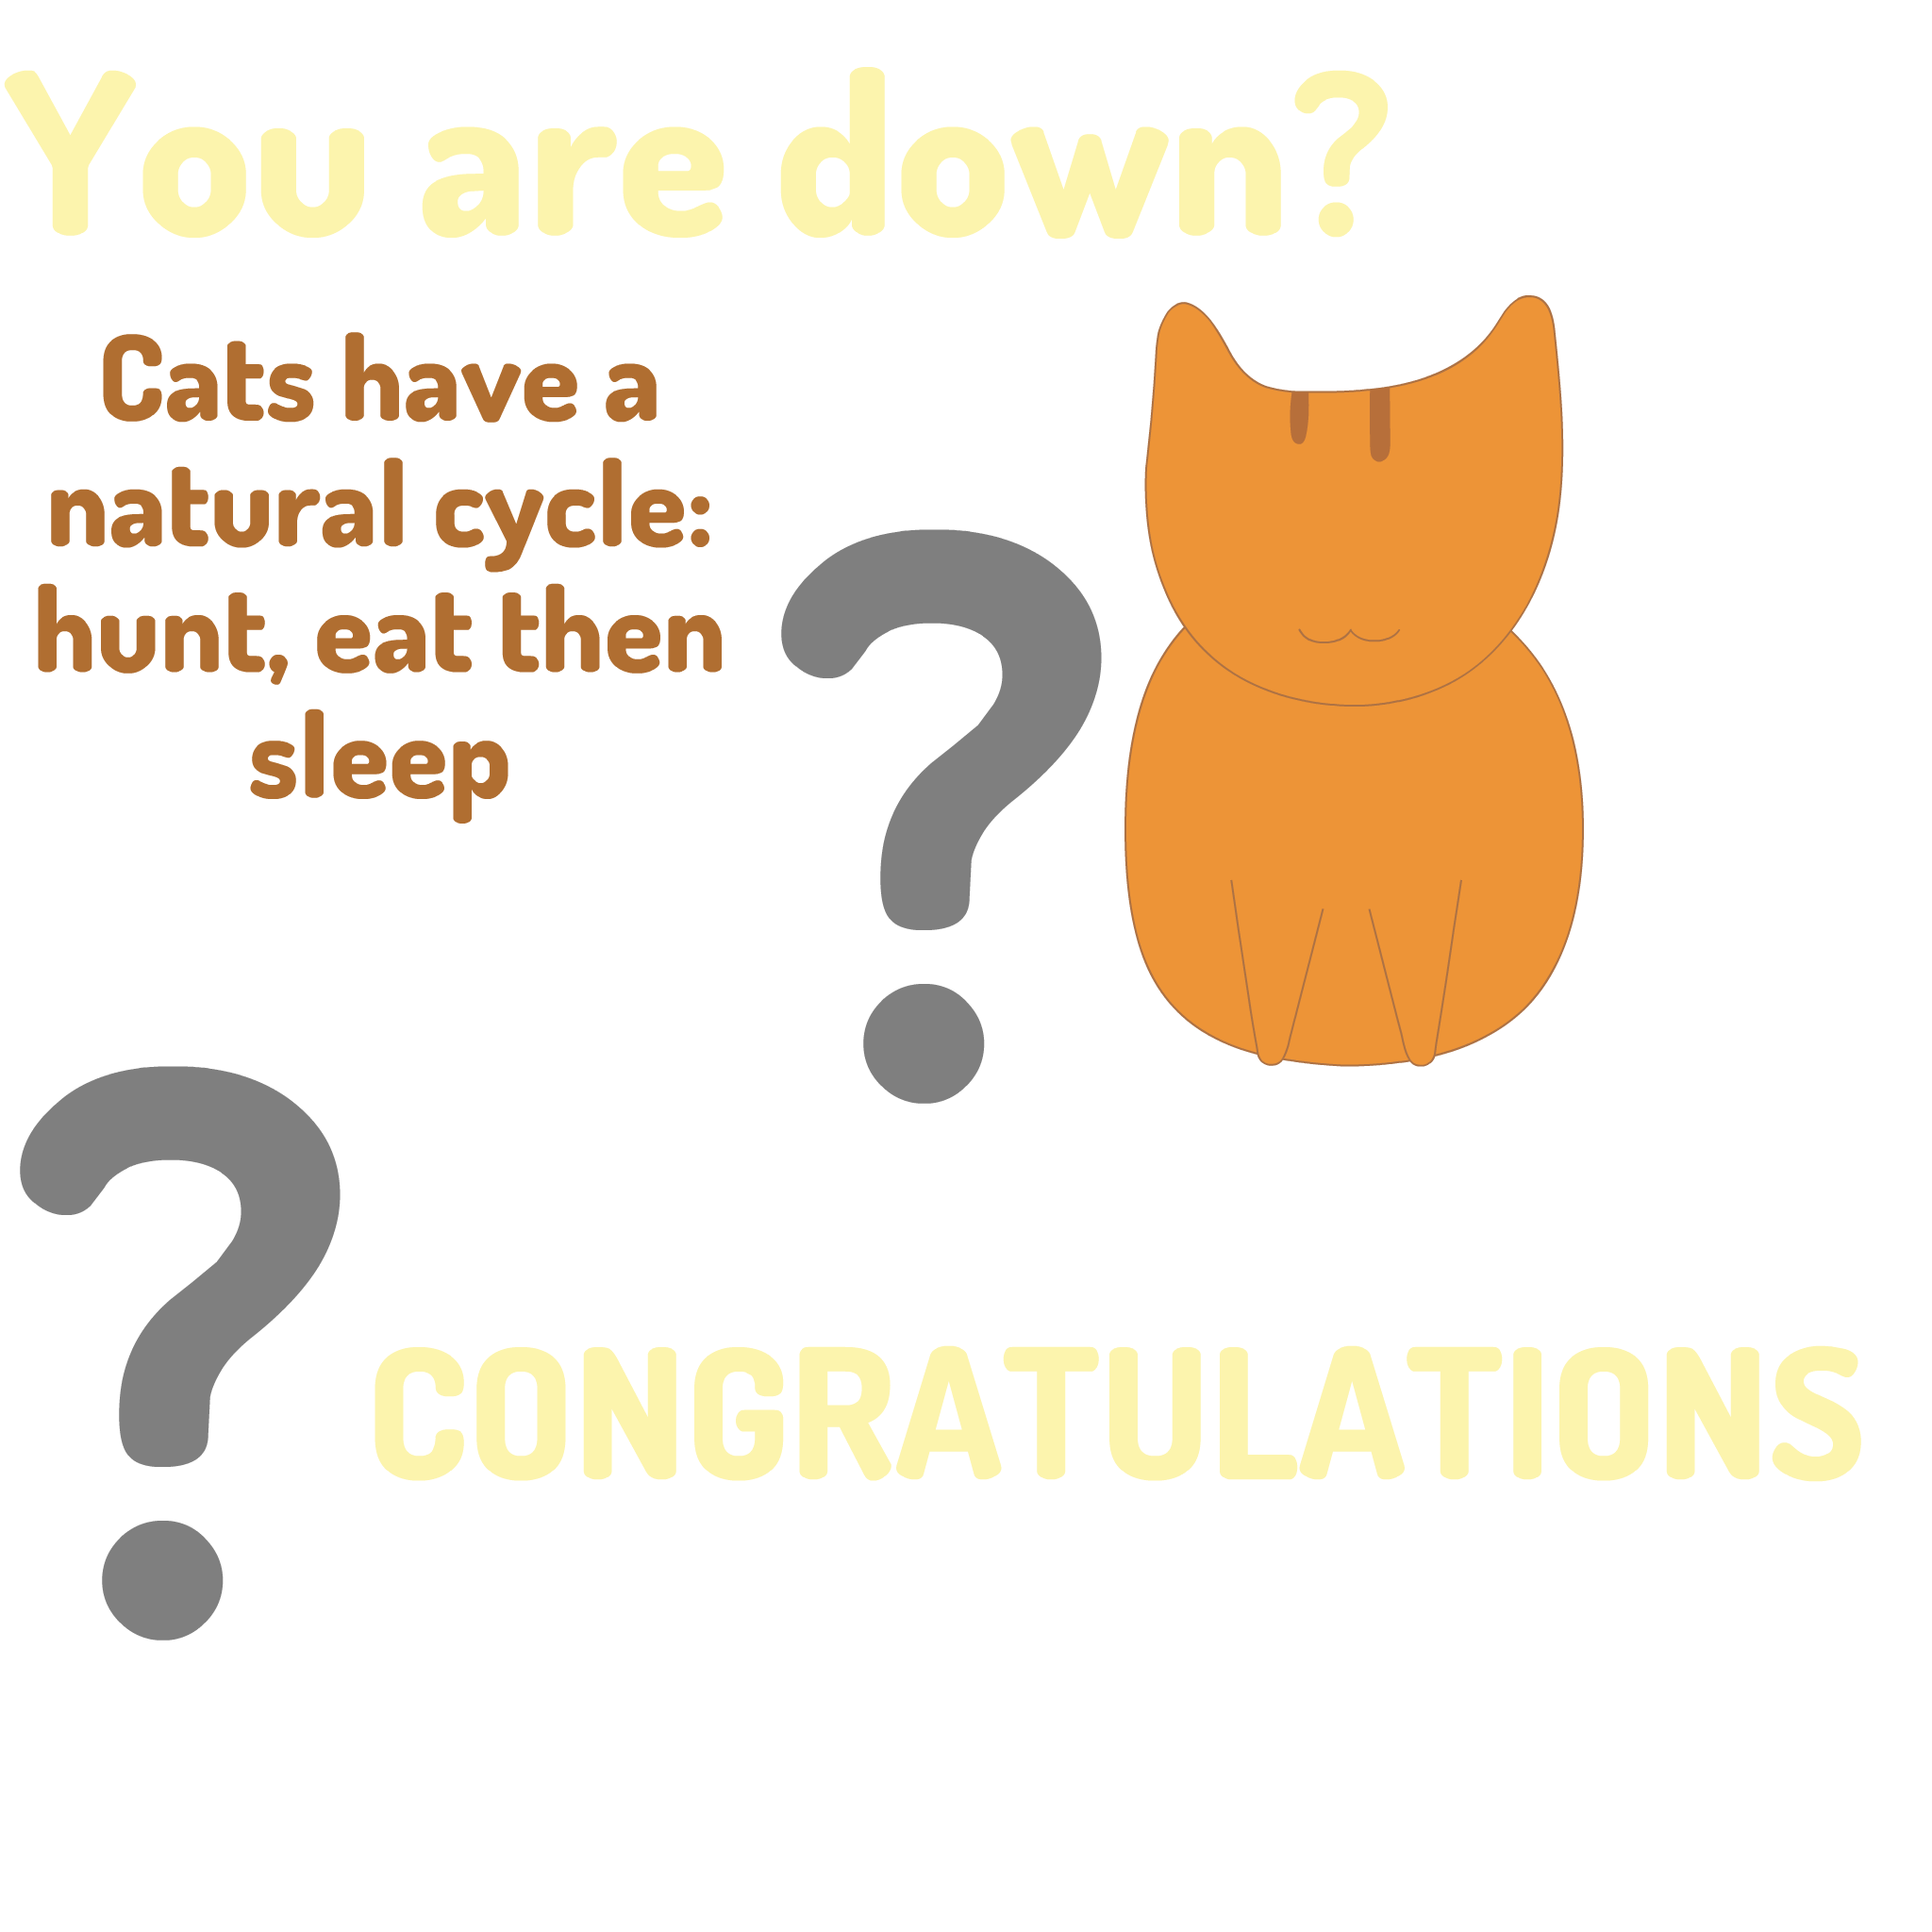 You are down?
Cats have a
natural cycle:
hunt, eat then
sleep
?
?
CONGRATULATIONS